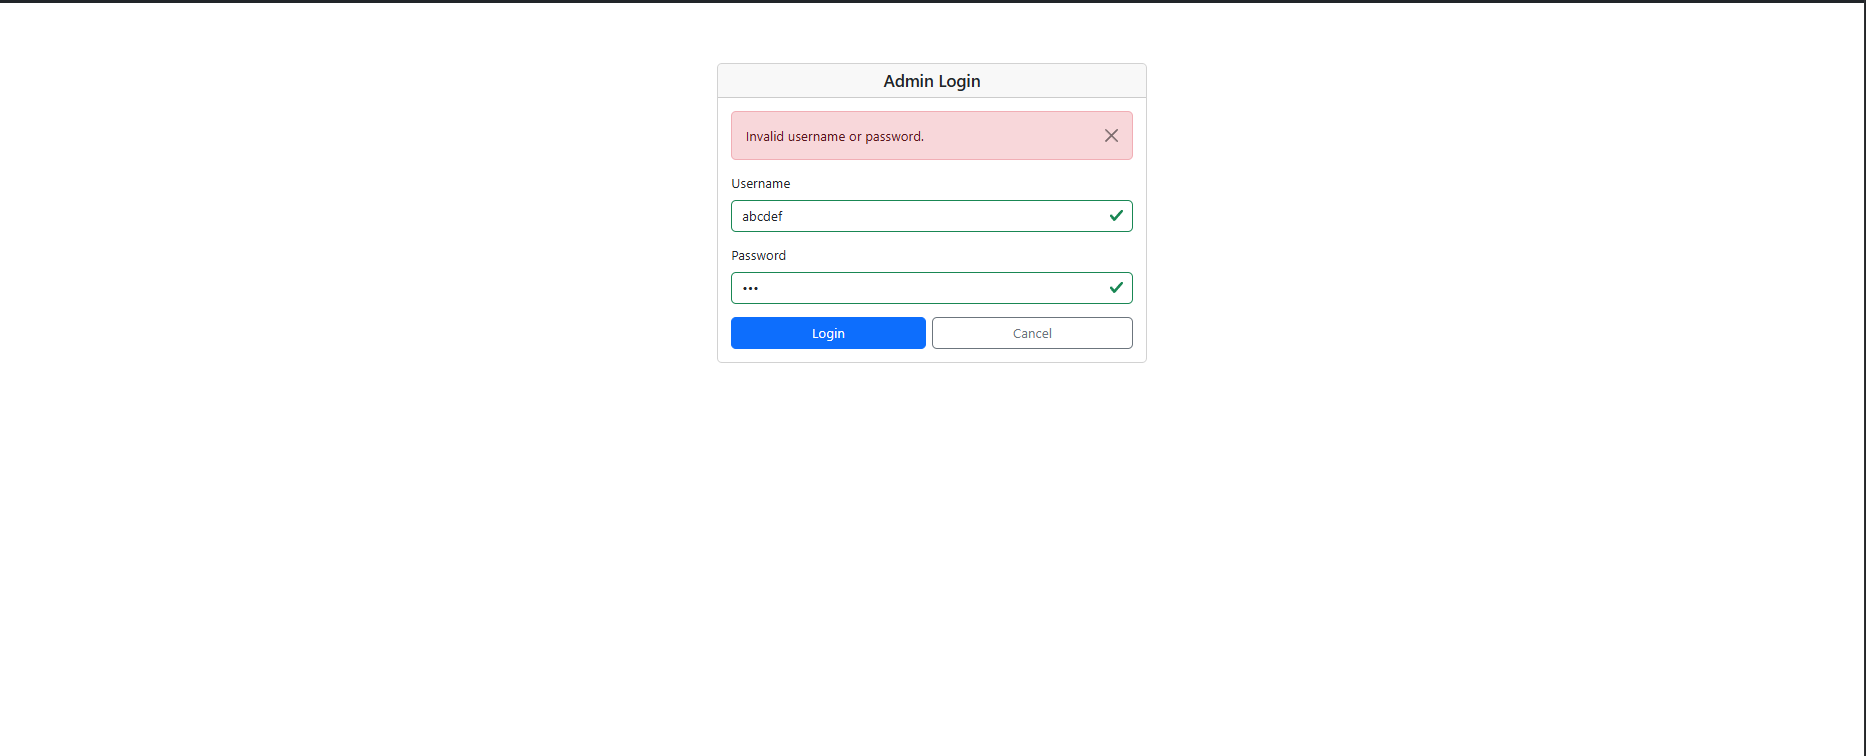 Admin Login
Invalid username or password.
Username
abcdef
Password
•••
Login Cancel